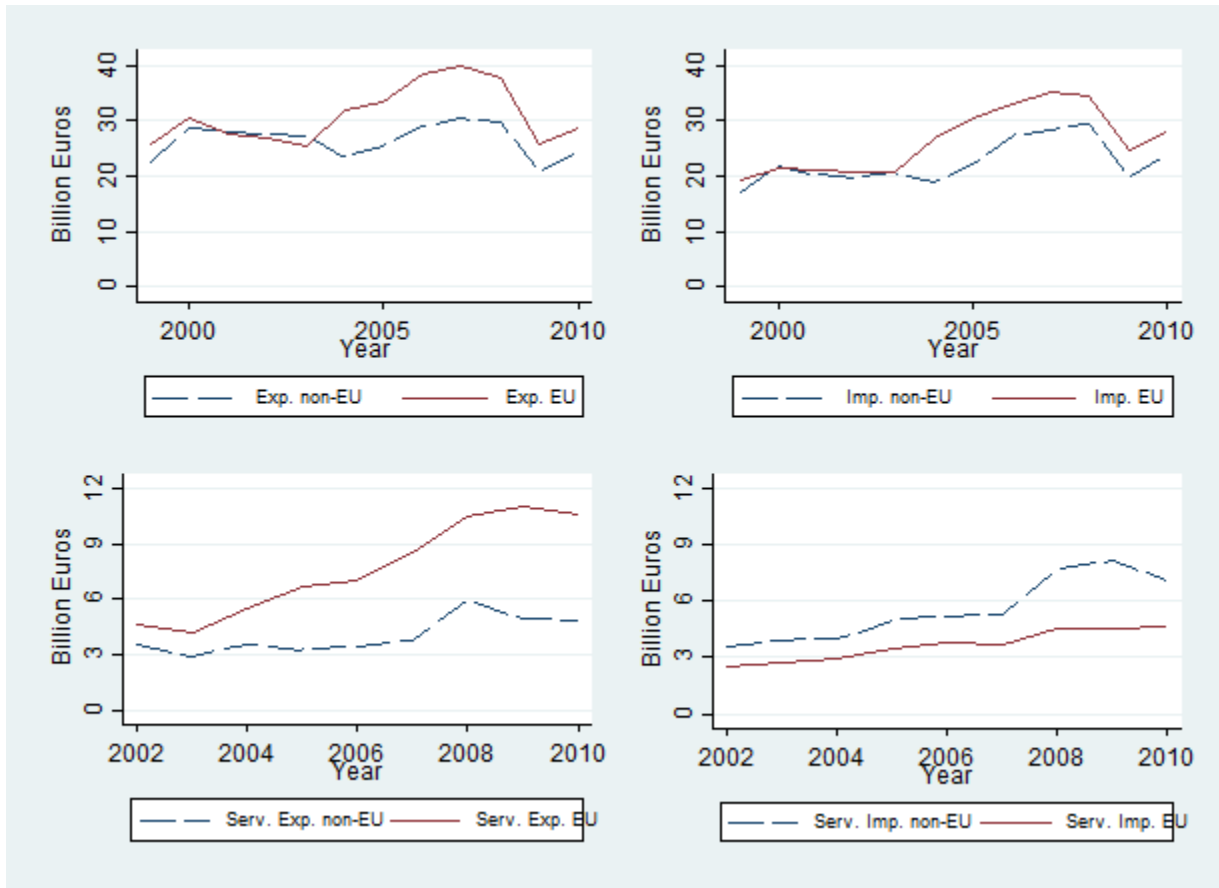 Billion Euros
40
30
20
10
0
2000 2005 2010
Year
Exp. non-EU Exp. EU
Billion Euros
40
30
20
10
0
2000 2005 2010
Year
Imp. non-EU Imp. EU
Billion Euros
12
9
6
3
0
2002 2004 2006 2008 2010
Year
Serv. Exp. non-EU Serv. Exp. EU
Billion Euros
12
9
6
3
0
2002 2004 2006 2008 2010
Year
Serv. Imp. non-EU Serv. Imp. EU